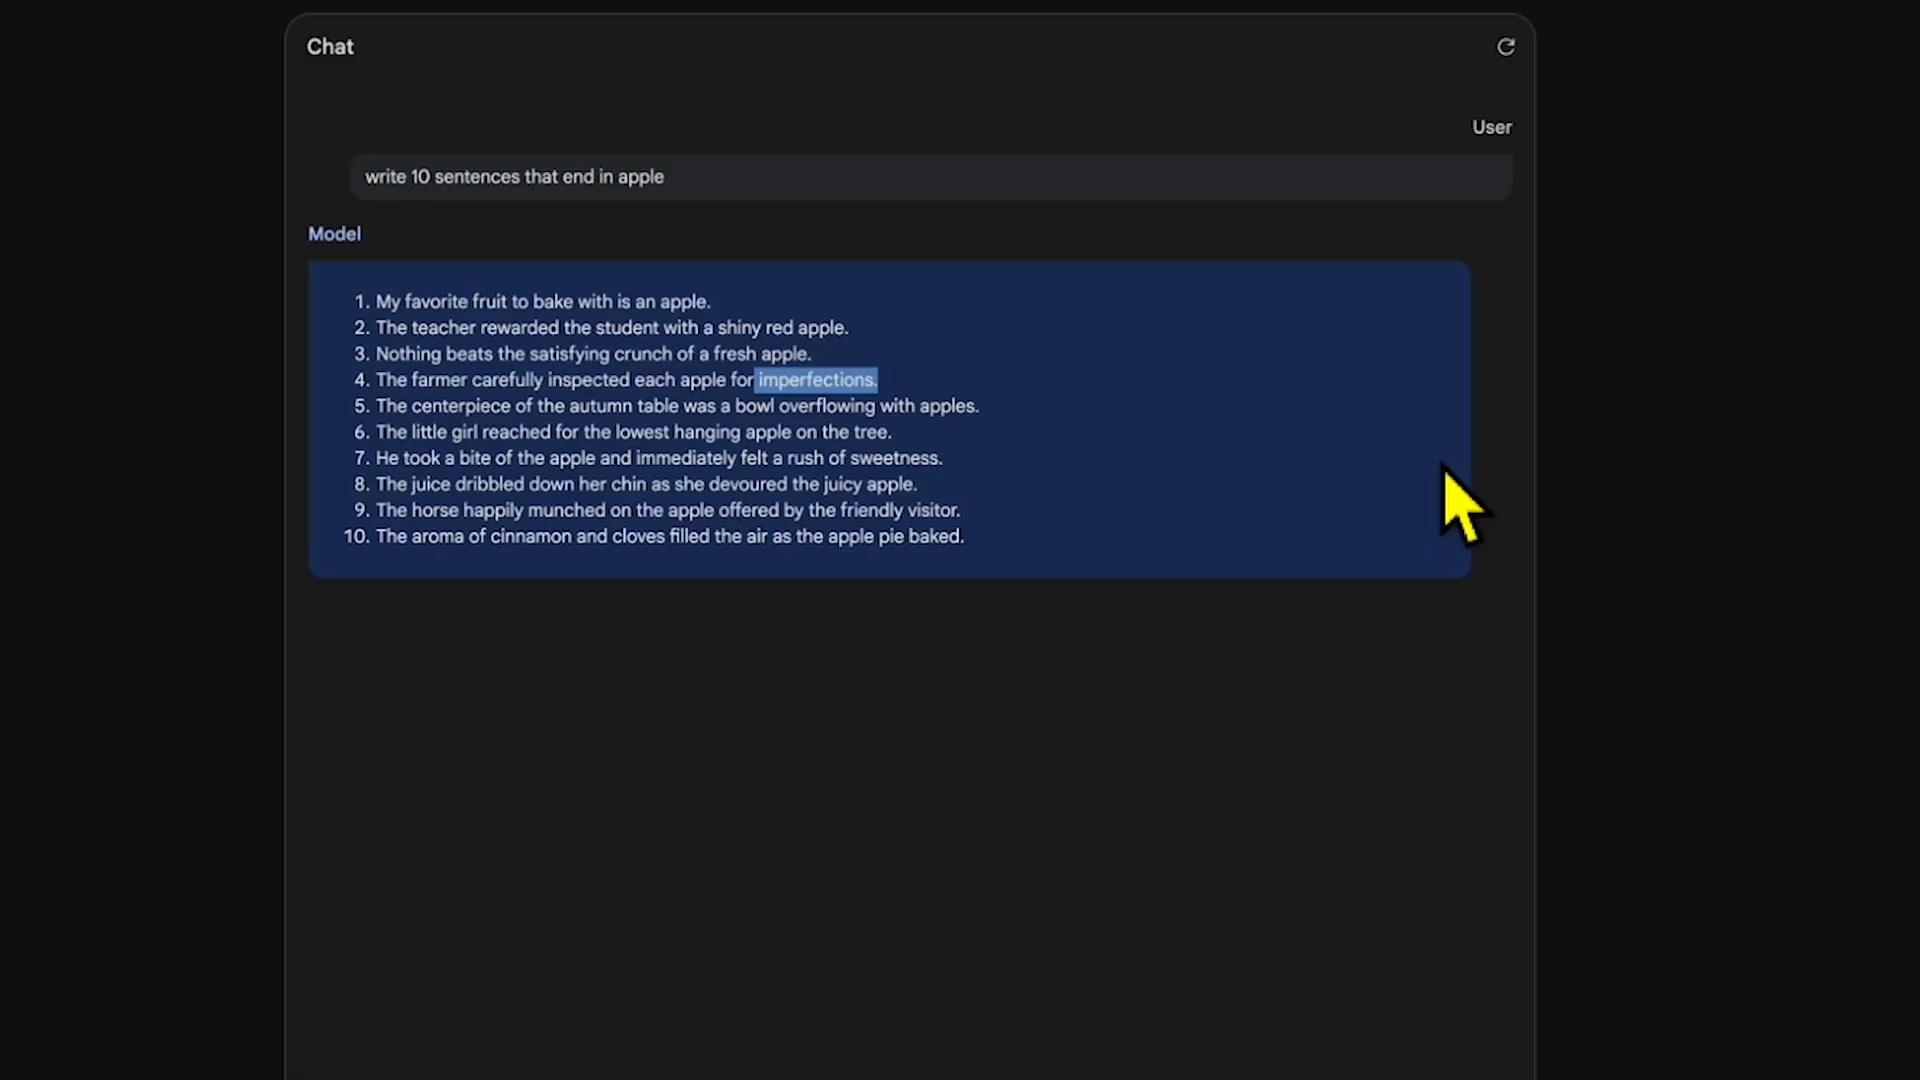 Chat
User
write 10 sentences that end in apple
Model
1. My favorite fruit to bake with is an apple.
2. The teacher rewarded the student with a shiny red apple.
3. Nothing beats the satisfying crunch of a fresh apple.
4. The farmer carefully inspected each apple for imperfections.
5. The centerpiece of the autumn table was a bowl overflowing with apples.
6. The little girl reached for the lowest hanging apple on the tree.
7. He took a bite of the apple and immediately felt a rush of sweetness.
8. The juice dribbled down her chin as she devoured the juicy apple.
9. The horse happily munched on the apple offered by the friendly visitor.
10. The aroma of cinnamon and cloves filled the air as the apple pie baked.